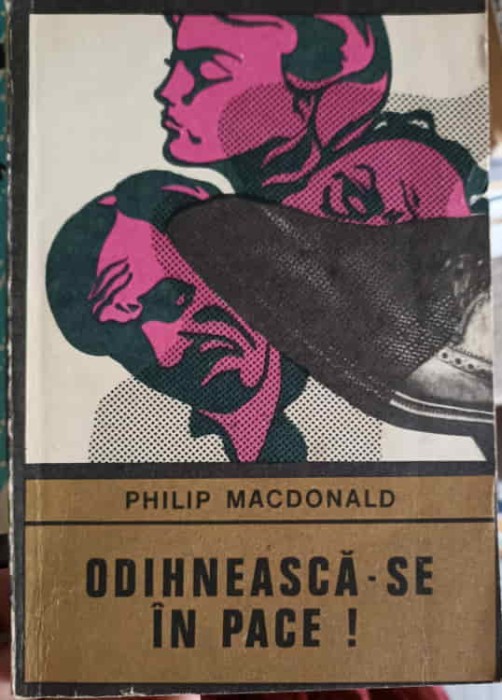 PHILIP MACDONALD
ODIHNEASCĂ-SE
ÎN PACE !